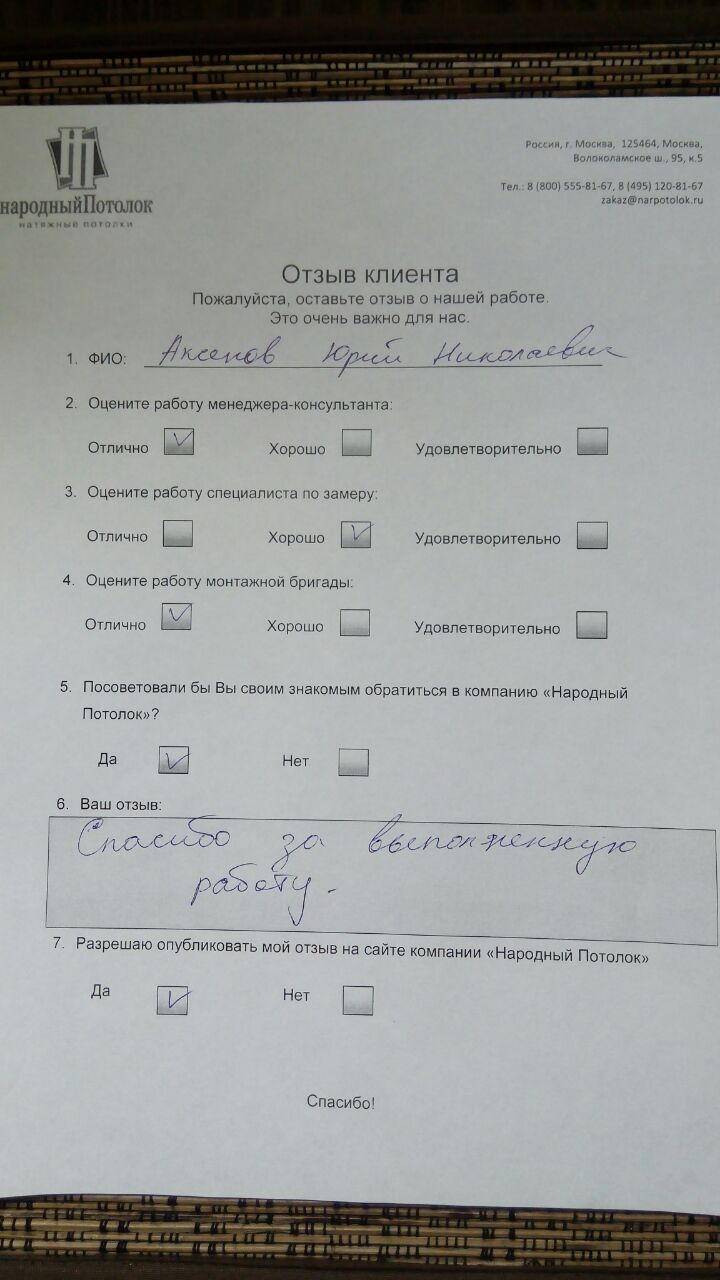 народныйПотолок
натяжные потолки
Россия, г. Москва, 125464, Москва,
Волоколамское ш., 95, к.5
Тел.: 8 (800) 555-81-67, 8 (495) 120-81-67
zakaz@narpotolok.ru
Отзыв клиента
Пожалуйста, оставьте отзыв о нашей работе.
Это очень важно для нас.
1. ФИО: Аксенов Юрий Николаевич
2. Оцените работу менеджера-консультанта:
Отлично Хорошо Удовлетворительно
3. Оцените работу специалиста по замеру:
Отлично Хорошо Удовлетворительно
4. Оцените работу монтажной бригады:
Отлично Хорошо Удовлетворительно
5. Посоветовали бы Вы своим знакомым обратиться в компанию «Народный
Потолок»?
Да Нет
6. Ваш отзыв:
Спасибо за выполненную
работу.
7. Разрешаю опубликовать мой отзыв на сайте компании «Народный Потолок»
Да Нет
Спасибо!